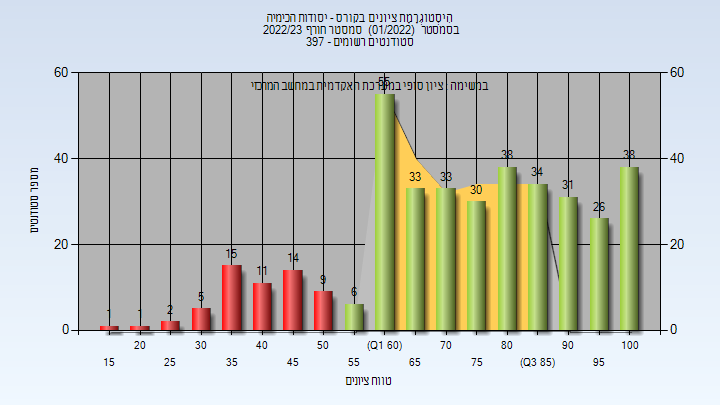 היסטוגרמת ציונים בקורס - יסודות הכימיה
בסמסטר (01/2022) סמסטר חורף 2022/23
סטודנטים רשומים - 397
במשימה : ציון סופי במערכת האקדמית במחשב המרכזי
מספר סטודנטים
60 60
40 40
20 20
0 0
1 1 2 5 15 11 14 9 6 55 33 33 30 38 34 31 26 38
20 30 40 50 (Q1 60) 70 80 90 100
15 25 35 45 55 65 75 (Q3 85) 95
טווח ציונים